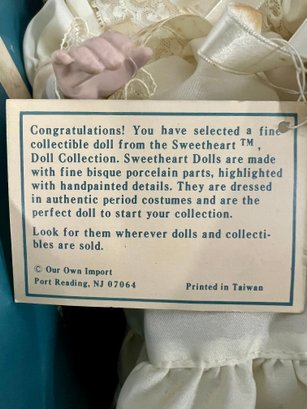 Congratulations! You have selected a fine
collectible doll from the Sweetheart ™,
Doll Collection. Sweetheart Dolls are made
with fine bisque porcelain parts, highlighted
with handpainted details. They are dressed
in authentic period costumes and are the
perfect doll to start your collection.
Look for them wherever dolls and collecti-
bles are sold.
© Our Own Import
Port Reading, NJ 07064
Printed in Taiwan